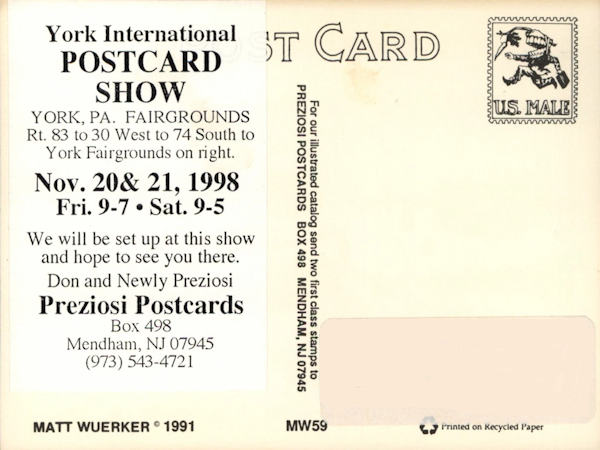 York International
POSTCARD
SHOW
YORK, PA. FAIRGROUNDS
Rt. 83 to 30 West to 74 South to
York Fairgrounds on right.
Nov. 20& 21, 1998
Fri. 9-7 • Sat. 9-5
We will be set up at this show
and hope to see you there.
Don and Newly Preziosi
Preziosi Postcards
Box 498
Mendham, NJ 07945
(973) 543-4721
ST CARD
For our illustrated catalog send two first class stamps to
PREZIOSI POSTCARDS BOX 498 MENDHAM, NJ 07945
U.S. MALE
MATT WUERKER © 1991
MW59
Printed on Recycled Paper